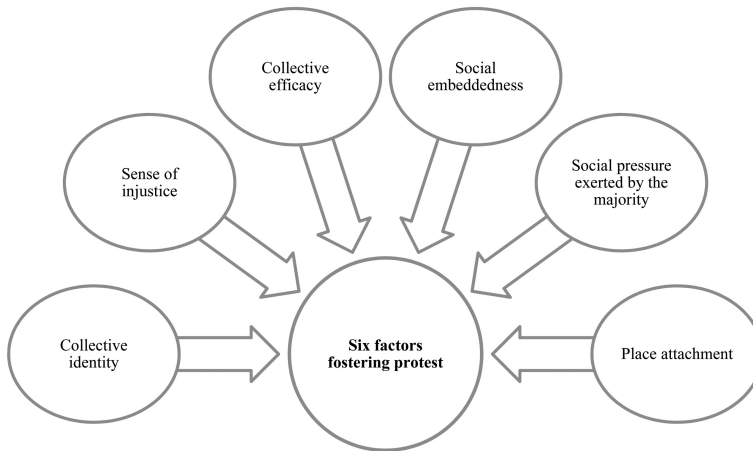 Collective
efficacy
Social
embeddedness
Sense of
injustice
Social pressure
exerted by the
majority
Collective
identity
Six factors
fostering protest
Place attachment